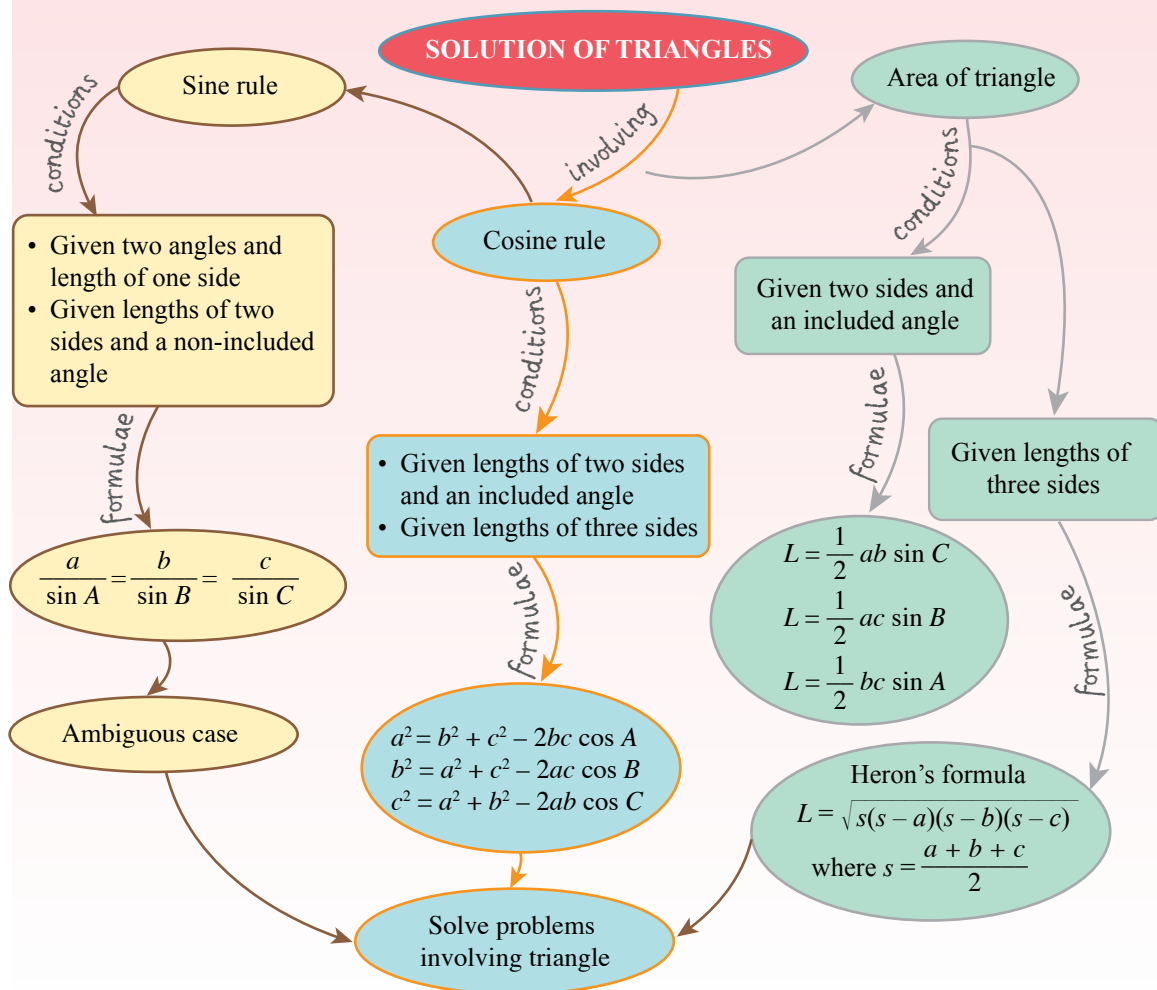 SOLUTION OF TRIANGLES
Sine rule
conditions
• Given two angles and
length of one side
• Given lengths of two
sides and a non-included
angle
formulae
a/sin A = b/sin B = c/sin C
Ambiguous case
involving
Cosine rule
conditions
• Given lengths of two sides
and an included angle
• Given lengths of three sides
formulae
a² = b² + c² – 2bc cos A
b² = a² + c² – 2ac cos B
c² = a² + b² – 2ab cos C
Solve problems
involving triangle
Area of triangle
conditions
Given two sides and
an included angle
formulae
L = 1/2 ab sin C
L = 1/2 ac sin B
L = 1/2 bc sin A
Given lengths of
three sides
formulae
Heron’s formula
L = √s(s – a)(s – b)(s – c)
where s = a + b + c/2